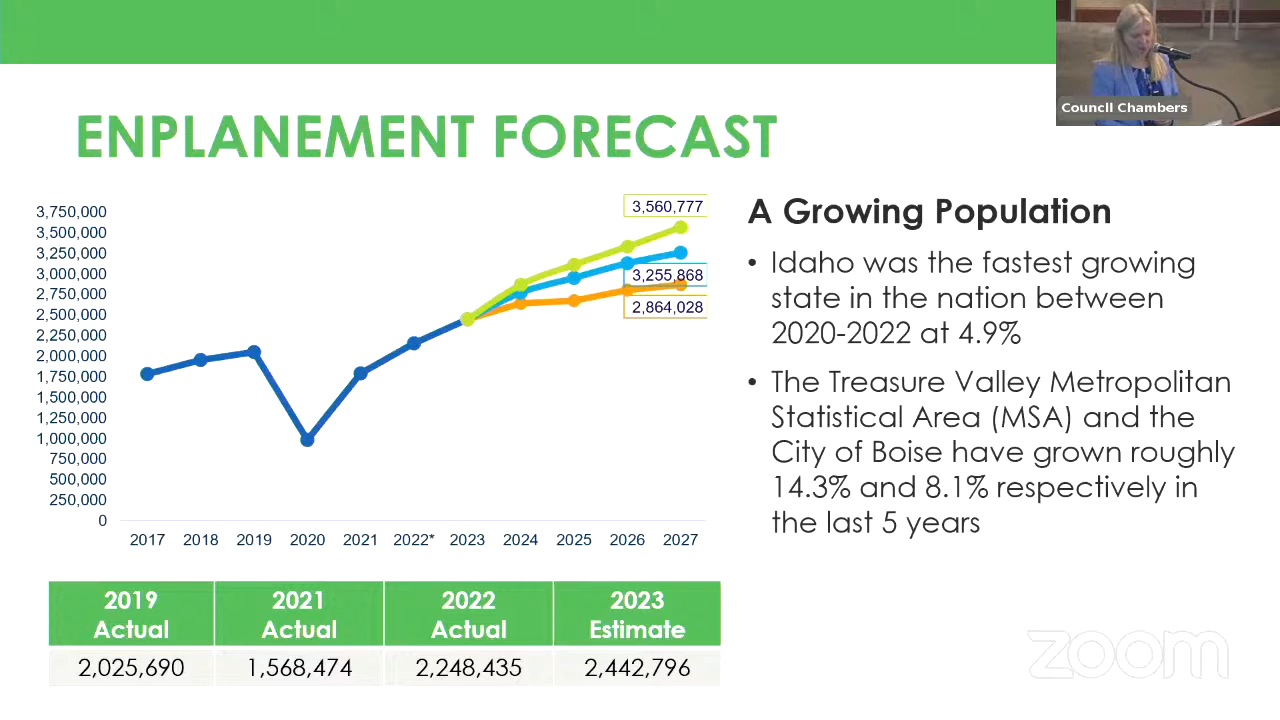 Council Chambers
ENPLANEMENT FORECAST
3,750,000
3,500,000
3,250,000
3,000,000
2,750,000
2,500,000
2,250,000
2,000,000
1,750,000
1,500,000
1,250,000
1,000,000
750,000
500,000
250,000
0
3,560,777
3,255,868
2,864,028
2017 2018 2019 2020 2021 2022* 2023 2024 2025 2026 2027
A Growing Population
• Idaho was the fastest growing
state in the nation between
2020-2022 at 4.9%
• The Treasure Valley Metropolitan
Statistical Area (MSA) and the
City of Boise have grown roughly
14.3% and 8.1% respectively in
the last 5 years
2019 2021 2022 2023
Actual Actual Actual Estimate
2,025,690 1,568,474 2,248,435 2,442,796
zoom